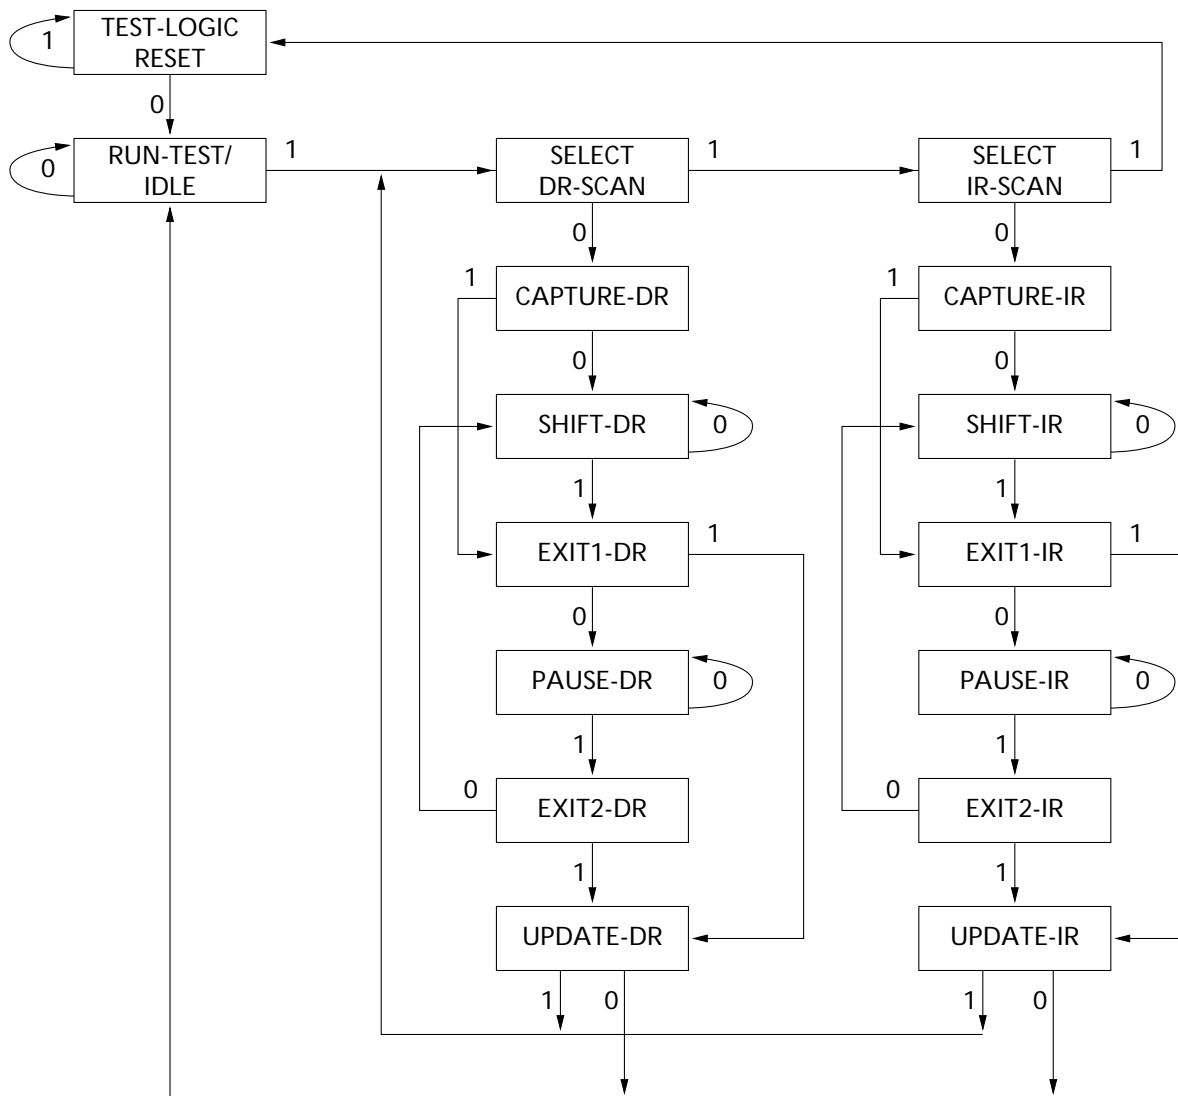 TEST-LOGIC
RESET
1
0
RUN-TEST/
IDLE
0
1
SELECT
DR-SCAN
1
SELECT
IR-SCAN
1
0
0
1
CAPTURE-DR
1
CAPTURE-IR
0
0
SHIFT-DR
0
SHIFT-IR
0
1
1
EXIT1-DR
1
EXIT1-IR
1
0
0
PAUSE-DR
0
PAUSE-IR
0
1
1
0
EXIT2-DR
0
EXIT2-IR
1
1
UPDATE-DR
UPDATE-IR
1
0
1
0